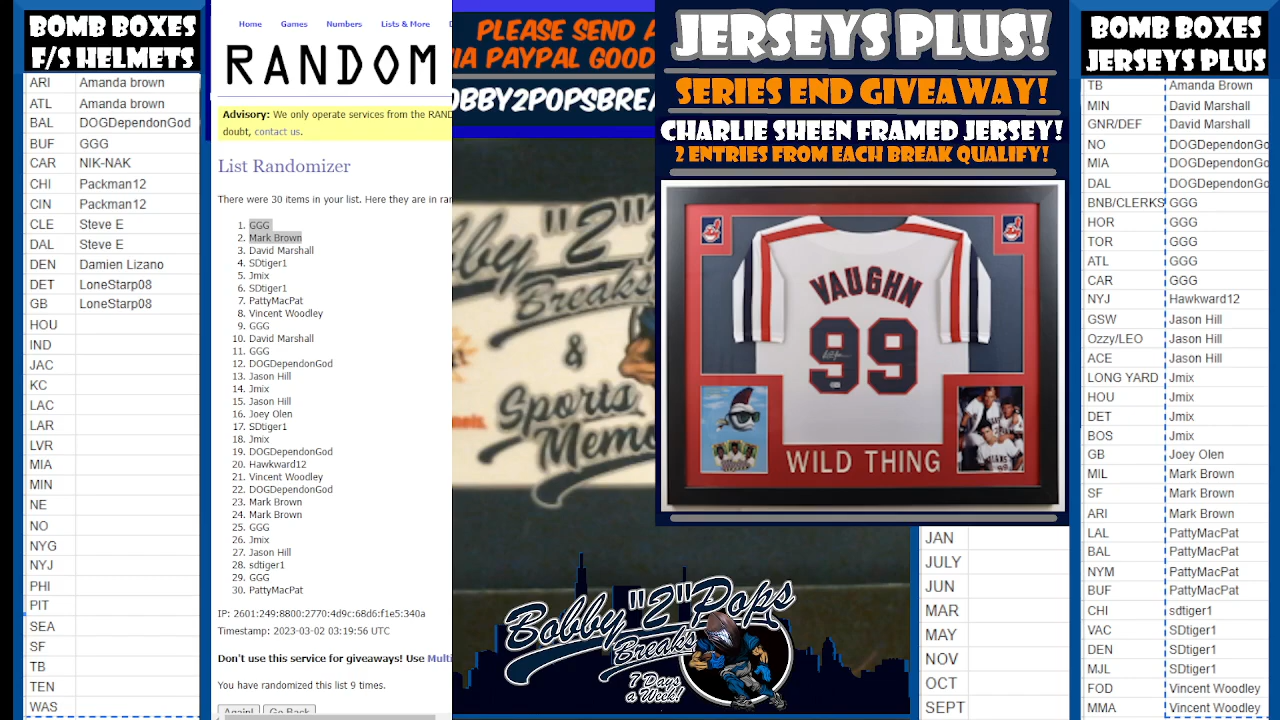 BOMB BOXES
F/S HELMETS
ARI Amanda brown
ATL Amanda brown
BAL DOGDependonGod
BUF GGG
CAR NIK-NAK
CHI Packman12
CIN Packman12
CLE Steve E
DAL Steve E
DEN Damien Lizano
DET LoneStarp08
GB LoneStarp08
HOU
IND
JAC
KC
LAC
LAR
LVR
MIA
MIN
NE
NO
NYG
NYJ
PHI
PIT
SEA
SF
TB
TEN
WAS
Home Games Numbers Lists & More
RANDOM
Advisory: We only operate services from the RAND
doubt, contact us.
List Randomizer
There were 30 items in your list. Here they are in ran
1. GGG
2. Mark Brown
3. David Marshall
4. SDtiger1
5. Jmix
6. SDtiger1
7. PattyMacPat
8. Vincent Woodley
9. GGG
10. David Marshall
11. GGG
12. DOGDependonGod
13. Jason Hill
14. Jmix
15. Jason Hill
16. Joey Olen
17. SDtiger1
18. Jmix
19. DOGDependonGod
20. Hawkward12
21. Vincent Woodley
22. DOGDependonGod
23. Mark Brown
24. Mark Brown
25. GGG
26. Jmix
27. Jason Hill
28. sdtiger1
29. GGG
30. PattyMacPat
IP: 2601:249:8800:2770:4d9c:68d6:f1e5:340a
Timestamp: 2023-03-02 03:19:56 UTC
Don't use this service for giveaways! Use Multi
You have randomized this list 9 times.
Again! Go Back
PLEASE SEND A
VIA PAYPAL GOOD
OBBY2POPSBREA
bby "2"
Breaks
&
Sports
Memo
Bobby "2" Pops
Breaks
7 Days
a Week!
JERSEYS PLUS!
SERIES END GIVEAWAY!
CHARLIE SHEEN FRAMED JERSEY!
2 ENTRIES FROM EACH BREAK QUALIFY!
VAUGHN
99
WILD THING
JAN
JULY
JUN
MAR
MAY
NOV
OCT
SEPT
BOMB BOXES
JERSEYS PLUS
TB Amanda Brown
MIN David Marshall
GNR/DEF David Marshall
NO DOGDependonGo
MIA DOGDependonGo
DAL DOGDependonGo
BNB/CLERKS GGG
HOR GGG
TOR GGG
ATL GGG
CAR GGG
NYJ Hawkward12
GSW Jason Hill
Ozzy/LEO Jason Hill
ACE Jason Hill
LONG YARD Jmix
HOU Jmix
DET Jmix
BOS Jmix
GB Joey Olen
MIL Mark Brown
SF Mark Brown
ARI Mark Brown
LAL PattyMacPat
BAL PattyMacPat
NYM PattyMacPat
BUF PattyMacPat
CHI sdtiger1
VAC SDtiger1
DEN SDtiger1
MJL SDtiger1
FOD Vincent Woodley
MMA Vincent Woodley